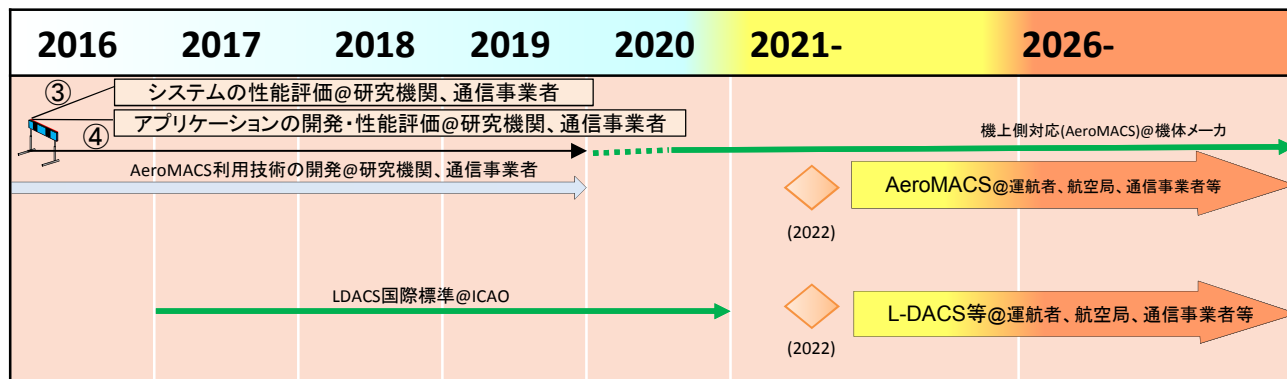 2016 2017 2018 2019 2020 2021- 2026-
③ システムの性能評価@研究機関、通信事業者
④ アプリケーションの開発・性能評価@研究機関、通信事業者
機上側対応(AeroMACS)@機体メーカ
AeroMACS利用技術の開発@研究機関、通信事業者
AeroMACS@運航者、航空局、通信事業者等
(2022)
LDACS国際標準@ICAO
L-DACS等@運航者、航空局、通信事業者等
(2022)